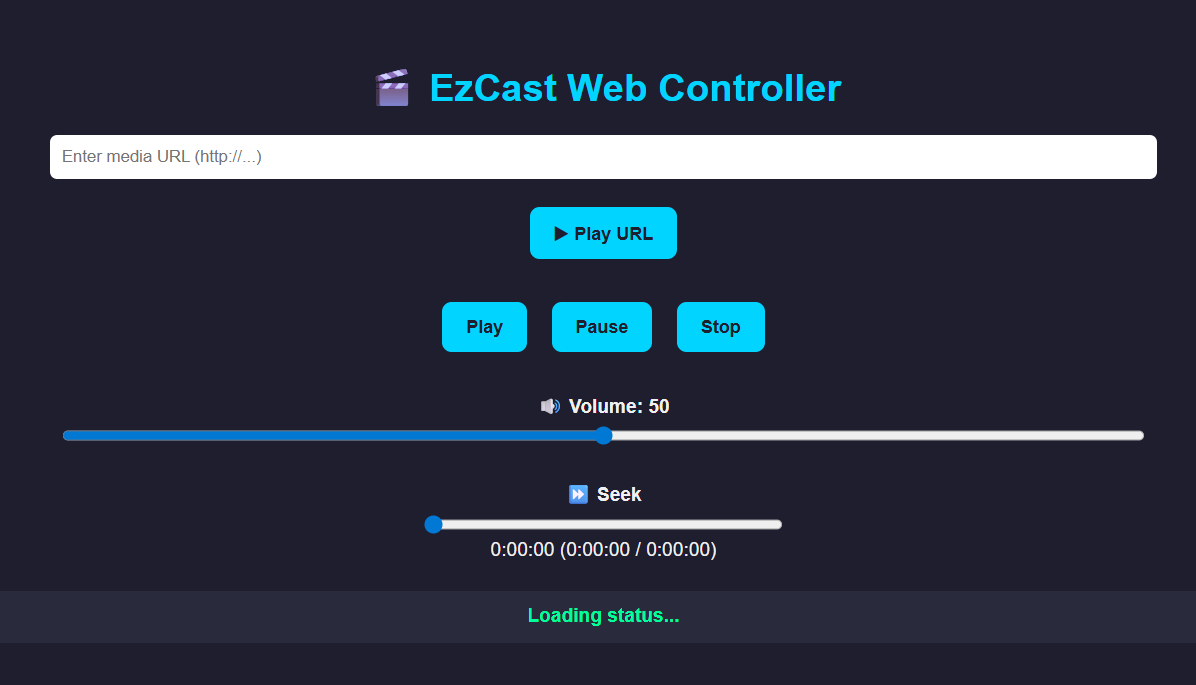 EzCast Web Controller
Enter media URL (http://...)
▶ Play URL
Play Pause Stop
Volume: 50
Seek
0:00:00 (0:00:00 / 0:00:00)
Loading status...